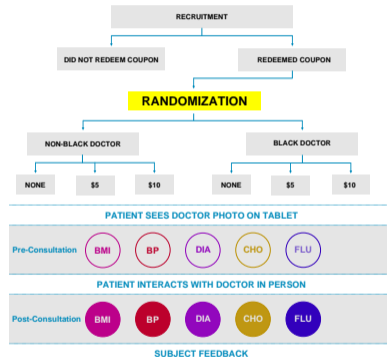 RECRUITMENT
DID NOT REDEEM COUPON
REDEEMED COUPON
RANDOMIZATION
NON-BLACK DOCTOR
BLACK DOCTOR
NONE
$5
$10
NONE
$5
$10
PATIENT SEES DOCTOR PHOTO ON TABLET
Pre-Consultation
BMI
BP
DIA
CHO
FLU
PATIENT INTERACTS WITH DOCTOR IN PERSON
Post-Consultation
BMI
BP
DIA
CHO
FLU
SUBJECT FEEDBACK